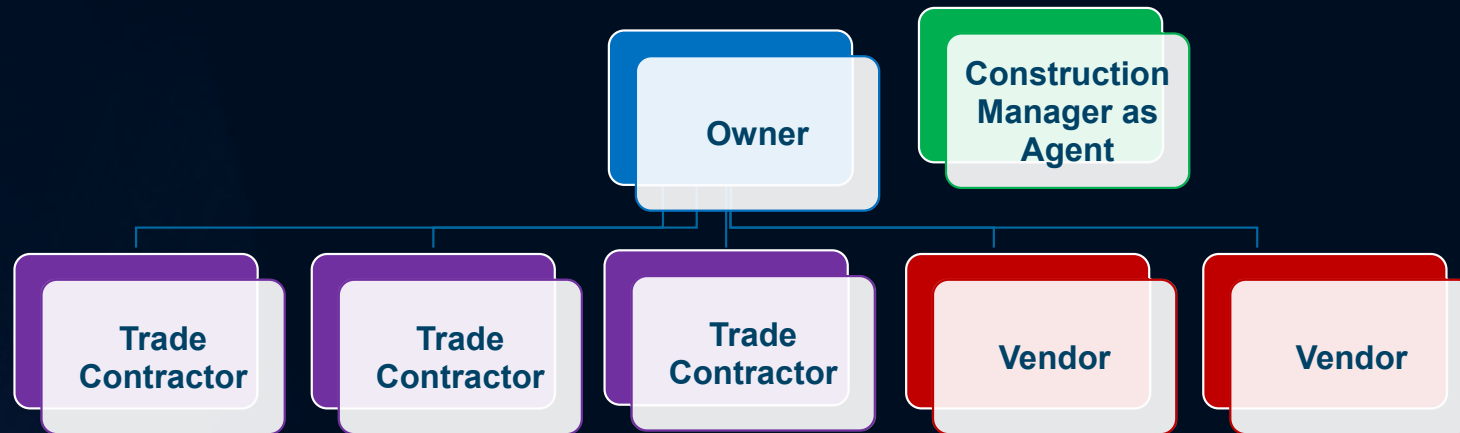 Owner
Construction
Manager as
Agent
Trade
Contractor
Trade
Contractor
Trade
Contractor
Vendor
Vendor